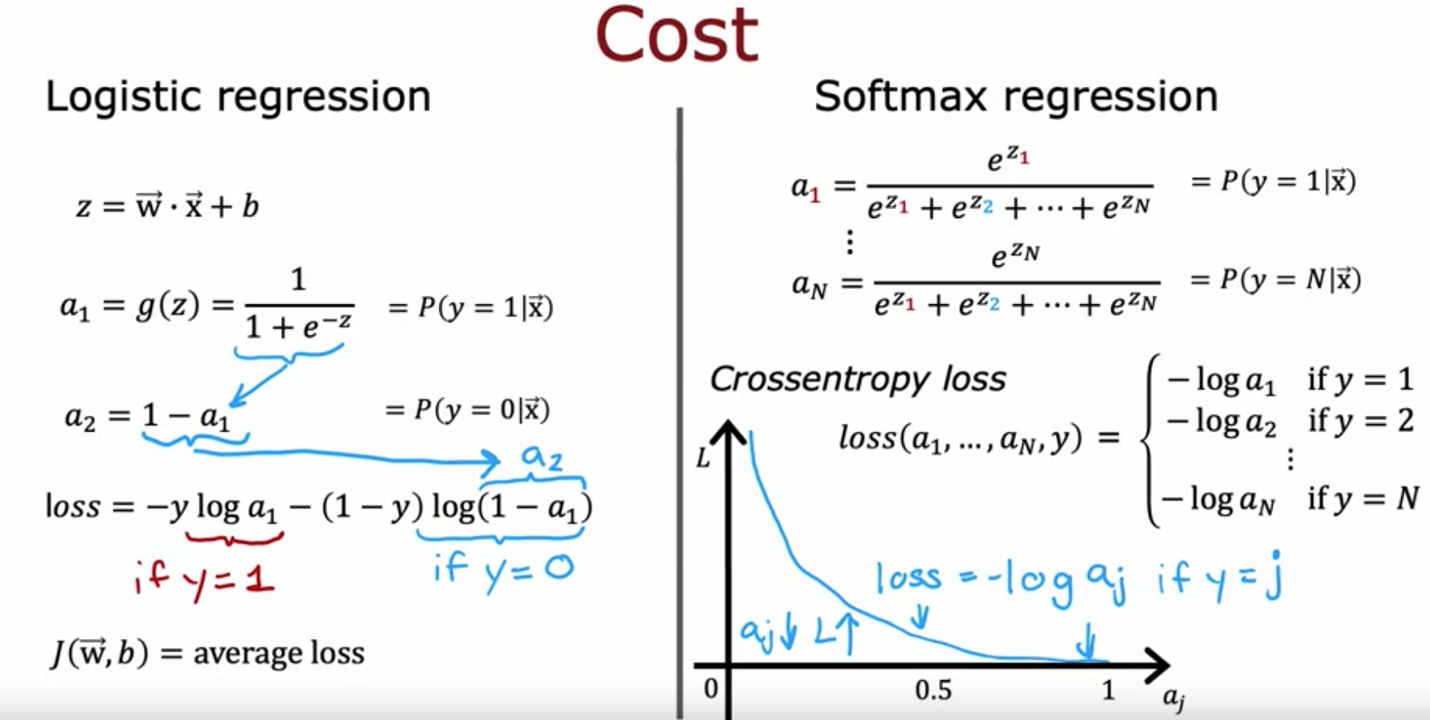 Cost
Logistic regression
z = w⃗ · x⃗ + b
a₁ = g(z) = 1 / (1 + e⁻ᶻ) = P(y = 1|x⃗)
a₂ = 1 − a₁ = P(y = 0|x⃗)
a₂
loss = −y log a₁ − (1 − y) log(1 − a₁)
if y = 1
if y = 0
J(w⃗, b) = average loss
Softmax regression
a₁ = e^(z₁) / (e^(z₁) + e^(z₂) + ⋯ + e^(z_N)) = P(y = 1|x⃗)
⋮
a_N = e^(z_N) / (e^(z₁) + e^(z₂) + ⋯ + e^(z_N)) = P(y = N|x⃗)
Crossentropy loss
loss(a₁, …, a_N, y) = {
−log a₁ if y = 1
−log a₂ if y = 2
⋮
−log a_N if y = N
L
loss = -log aⱼ if y = j
aⱼ↓ L↑
0 0.5 1 aⱼ